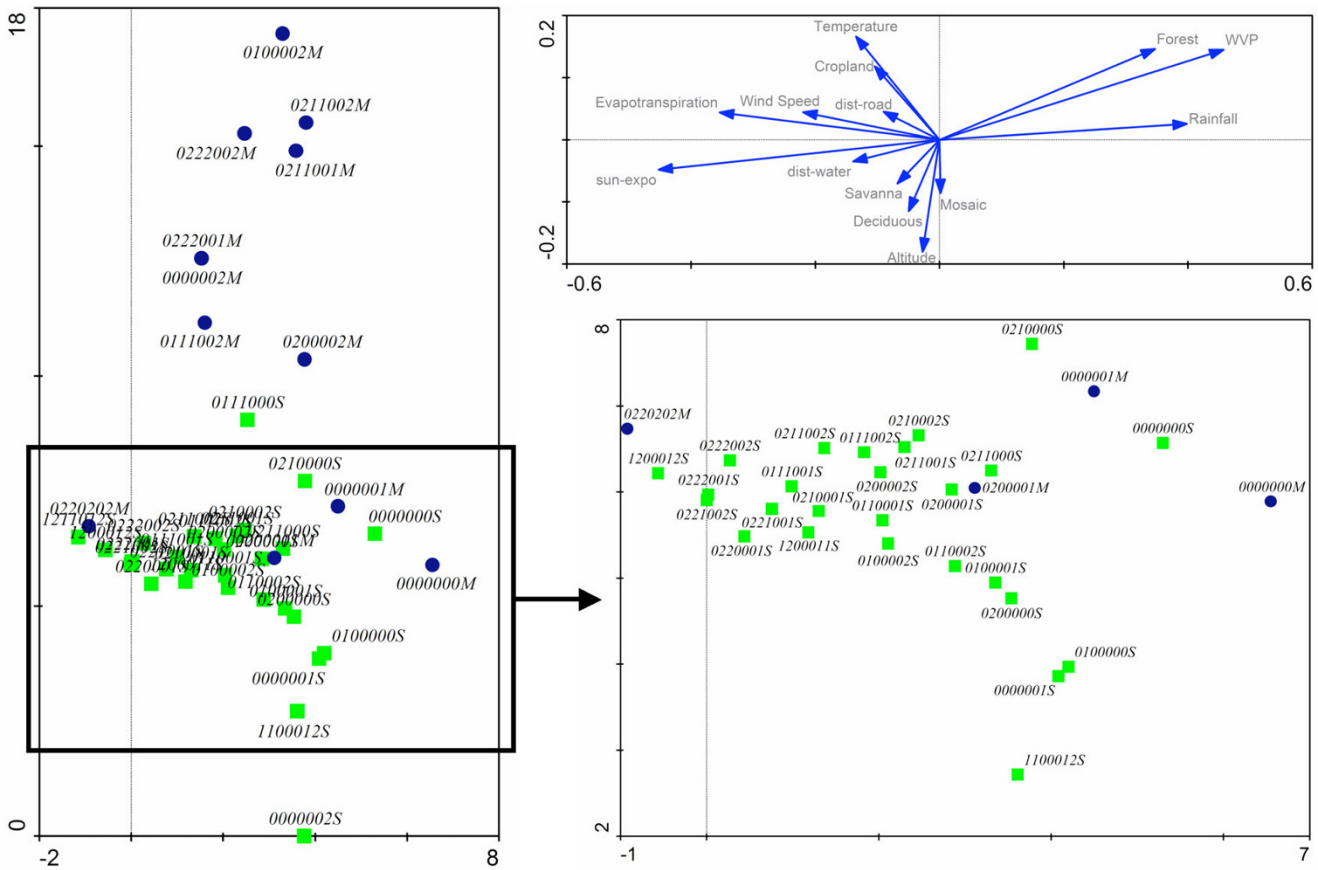 18
0100002M
0211002M
0222002M
0211001M
0222001M
0000002M
0111002M
0200002M
0111000S
0210000S
0000001M
0220202M
0000000S
1200012S
0000000M
0110002S
0200000S
0100000S
0000001S
1100012S
0000002S
0
-2
8
0.2
Temperature
Forest
WVP
Cropland
Evapotranspiration
Wind Speed
dist-road
Rainfall
sun-expo
dist-water
Savanna
Mosaic
Deciduous
Altitude
-0.2
-0.6
0.6
8
0210000S
0000001M
0220202M
0000000S
0222002S
0211002S
0111002S
0210002S
1200012S
0111001S
0211001S
0211000S
0222001S
0210001S
0200002S
0200001M
0000000M
0221002S
0221001S
0110001S
0200001S
0220001S
1200011S
0100002S
0110002S
0100001S
0200000S
0100000S
0000001S
1100012S
2
-1
7